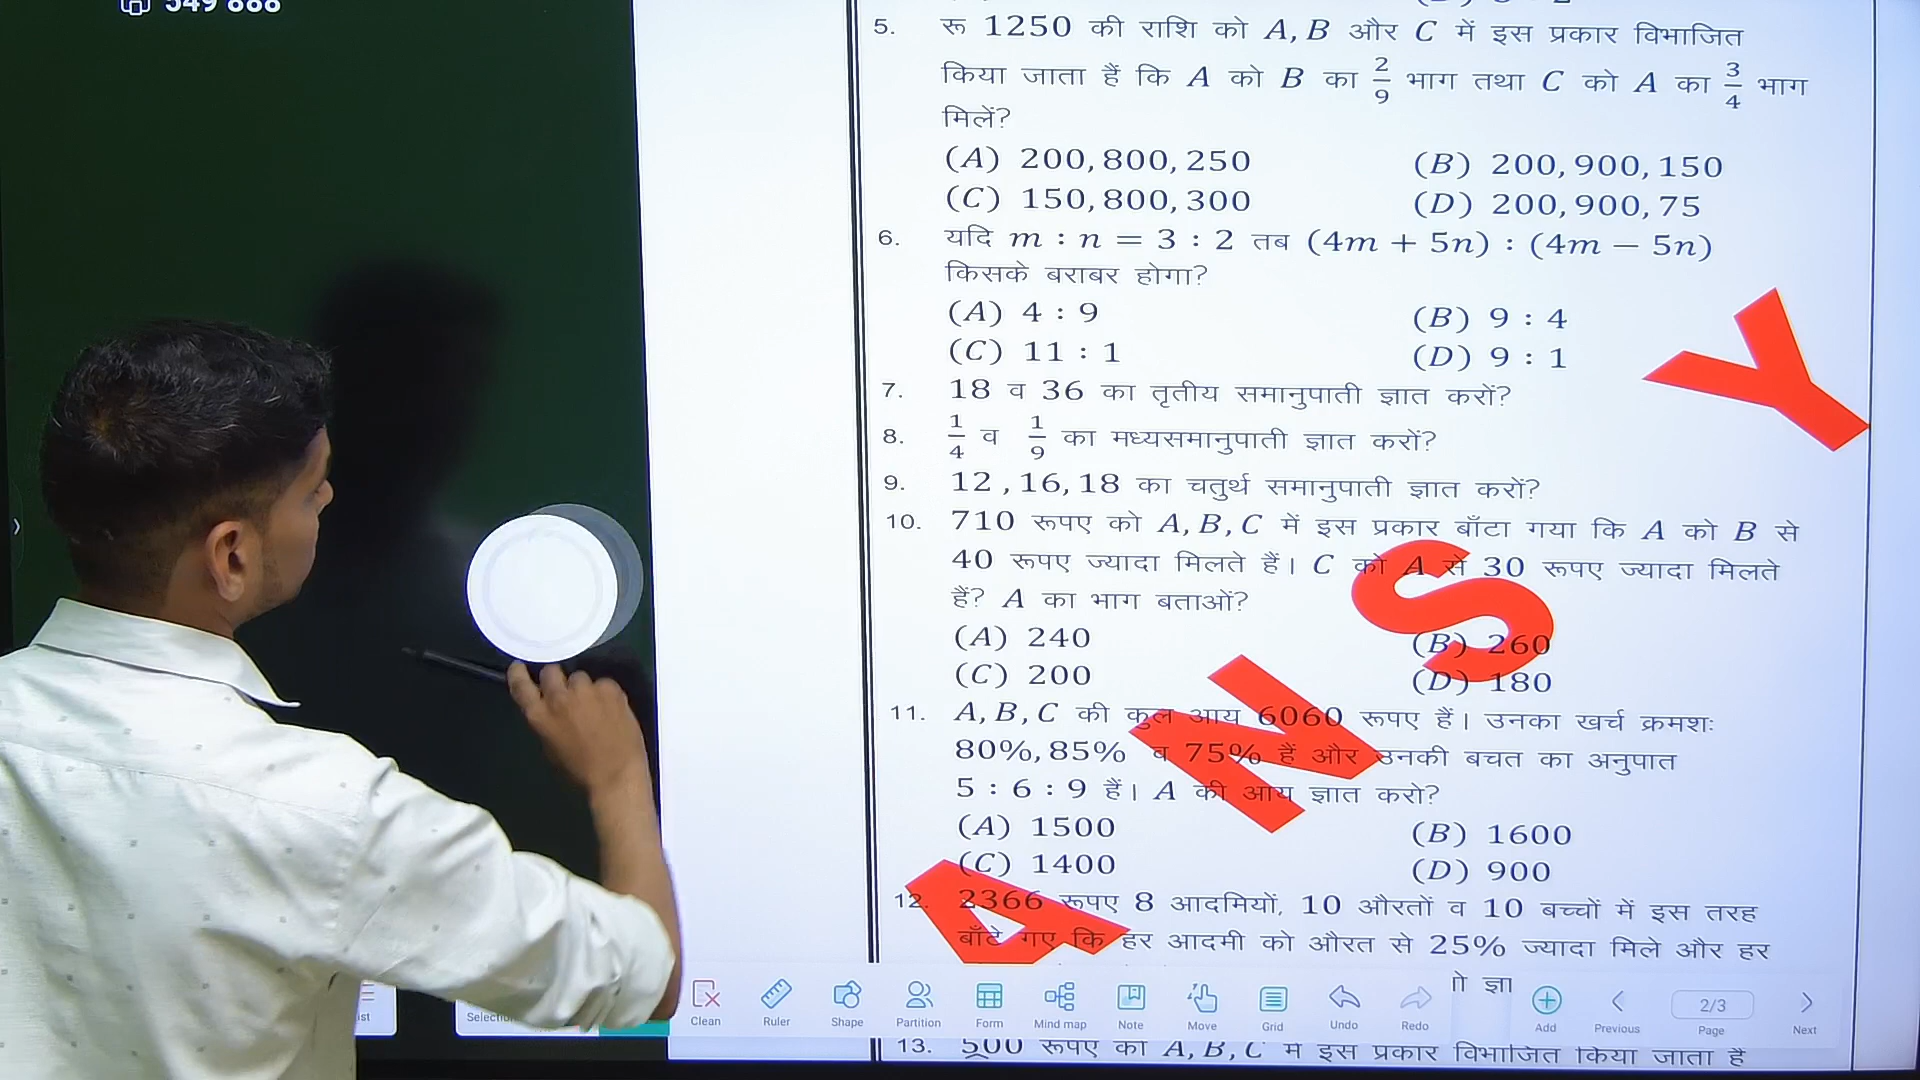 549 888
5. रू 1250 की राशि को A, B और C में इस प्रकार विभाजित
किया जाता हैं कि A को B का 2/9 भाग तथा C को A का 3/4 भाग
मिलें?
(A) 200, 800, 250 (B) 200, 900, 150
(C) 150, 800, 300 (D) 200, 900, 75
6. यदि m : n = 3 : 2 तब (4m + 5n) : (4m − 5n)
किसके बराबर होगा?
(A) 4 : 9 (B) 9 : 4
(C) 11 : 1 (D) 9 : 1
7. 18 व 36 का तृतीय समानुपाती ज्ञात करों?
8. 1/4 व 1/9 का मध्यसमानुपाती ज्ञात करों?
9. 12 , 16, 18 का चतुर्थ समानुपाती ज्ञात करों?
10. 710 रूपए को A, B, C में इस प्रकार बाँटा गया कि A को B से
40 रूपए ज्यादा मिलते हैं। C को A से 30 रूपए ज्यादा मिलते
हैं? A का भाग बताओं?
(A) 240 (B) 260
(C) 200 (D) 180
11. A, B, C की कुल आय 6060 रूपए हैं। उनका खर्च क्रमशः
80%, 85% व 75% हैं और उनकी बचत का अनुपात
5 : 6 : 9 हैं। A की आय ज्ञात करो?
(A) 1500 (B) 1600
(C) 1400 (D) 900
12. 2366 रूपए 8 आदमियों, 10 औरतों व 10 बच्चों में इस तरह
बाँटे गए कि हर आदमी को औरत से 25% ज्यादा मिले और हर
13. 500 रूपए को A, B, C में इस प्रकार विभाजित किया जाता है
ANSY
Clean Ruler Shape Partition Form Mind map Note Move Grid Undo Redo Add Previous 2/3 Page Next